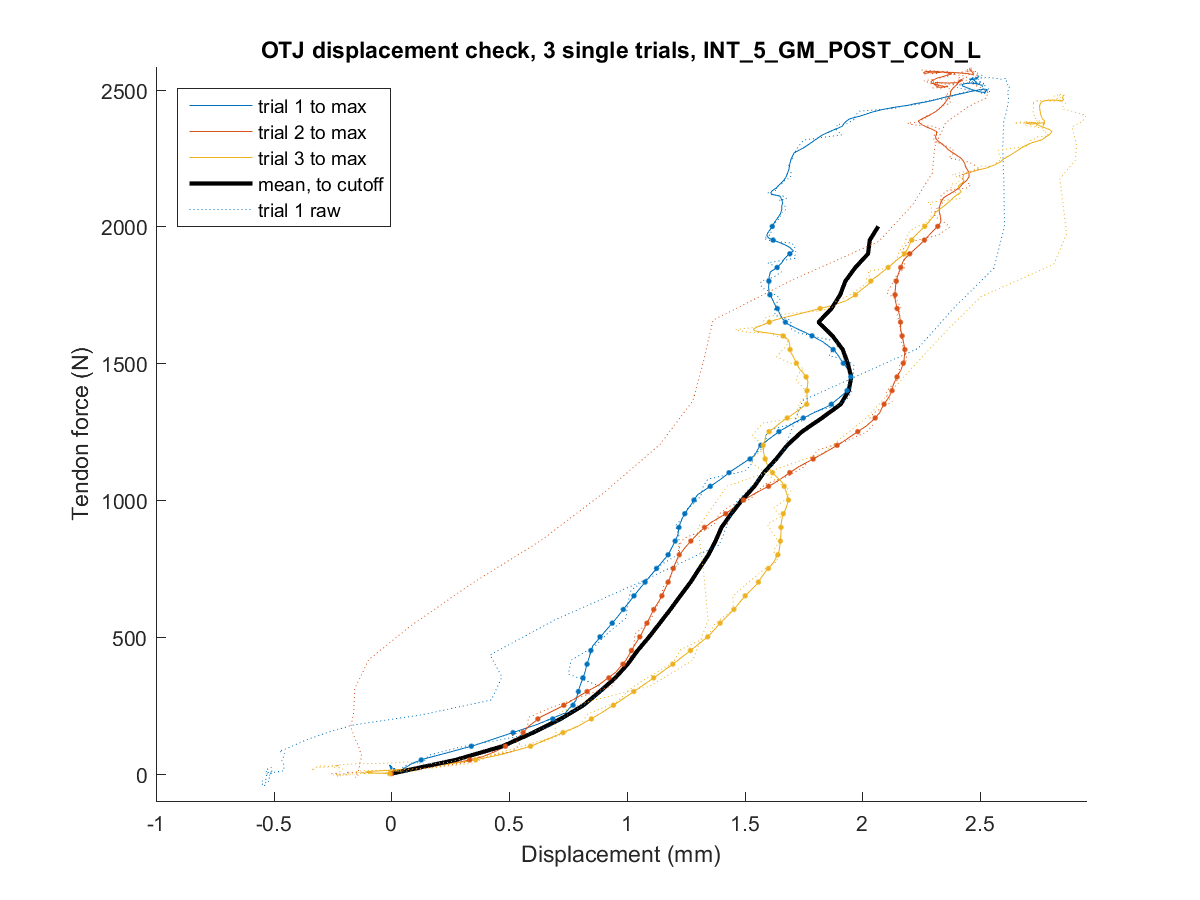 OTJ displacement check, 3 single trials, INT_5_GM_POST_CON_L
trial 1 to max
trial 2 to max
trial 3 to max
mean, to cutoff
trial 1 raw
2500
2000
1500
1000
500
0
Tendon force (N)
-1
-0.5
0
0.5
1
1.5
2
2.5
Displacement (mm)